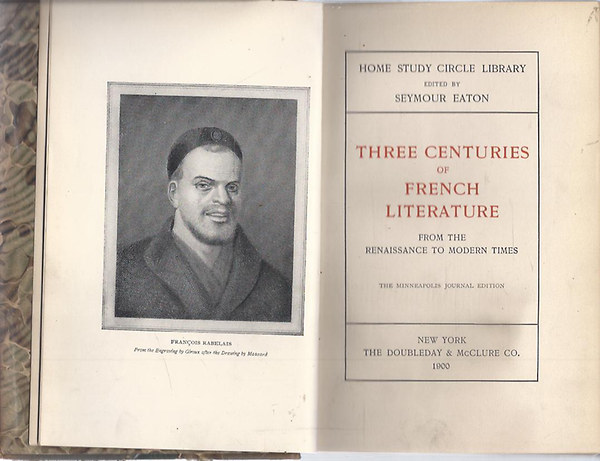 FRANÇOIS RABELAIS
From the Engraving by Giroux after the Drawing by Mansard
HOME STUDY CIRCLE LIBRARY
EDITED BY
SEYMOUR EATON
THREE CENTURIES
OF
FRENCH
LITERATURE
FROM THE
RENAISSANCE TO MODERN TIMES
THE MINNEAPOLIS JOURNAL EDITION
NEW YORK
THE DOUBLEDAY & McCLURE CO.
1900